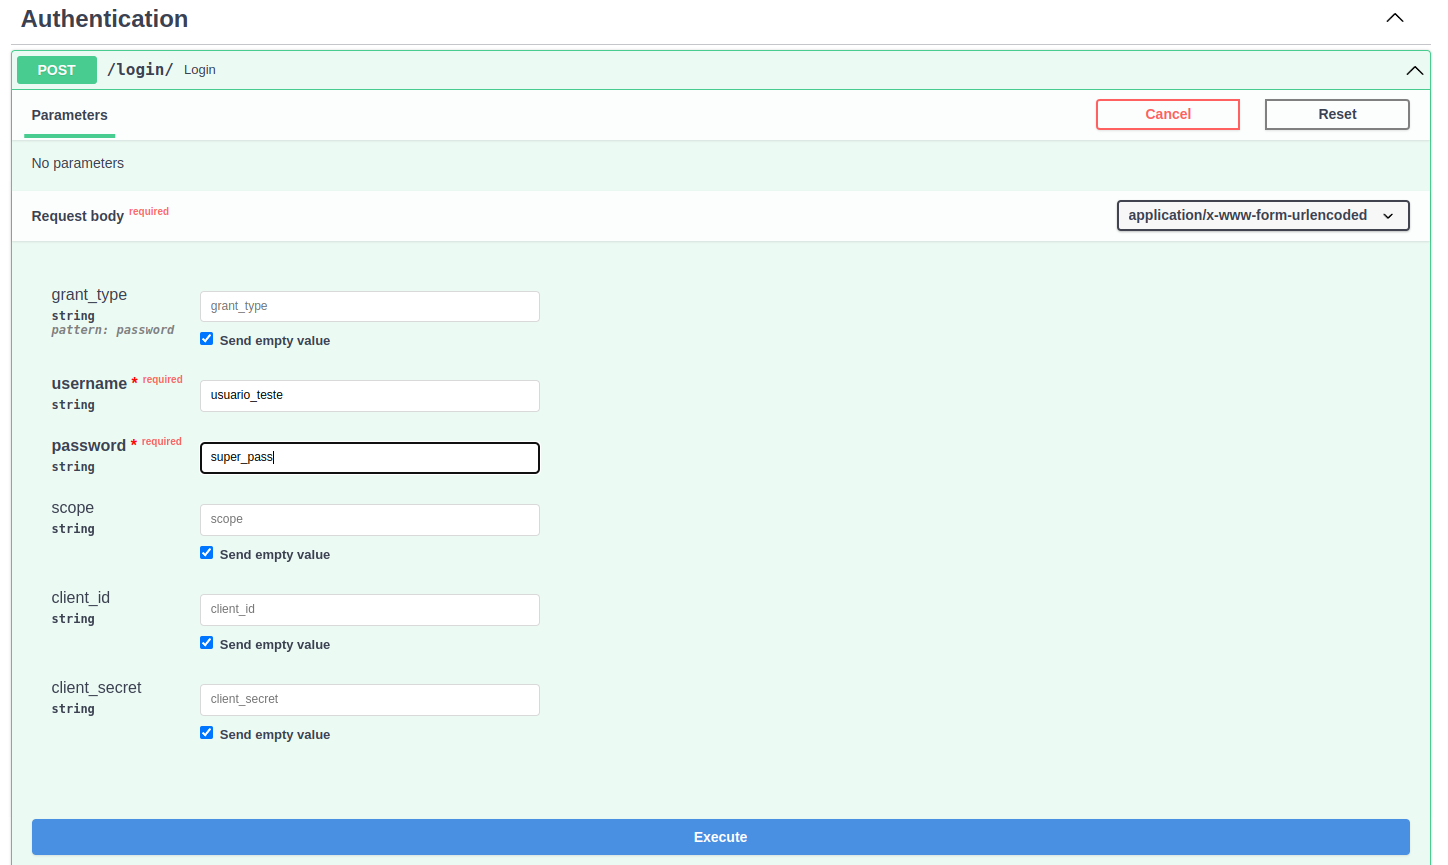 Authentication
POST /login/ Login
Parameters
Cancel
Reset
No parameters
Request body required
application/x-www-form-urlencoded
grant_type
string
pattern: password
grant_type
Send empty value
username * required
string
usuario_teste
password * required
string
super_pass
scope
string
scope
Send empty value
client_id
string
client_id
Send empty value
client_secret
string
client_secret
Send empty value
Execute